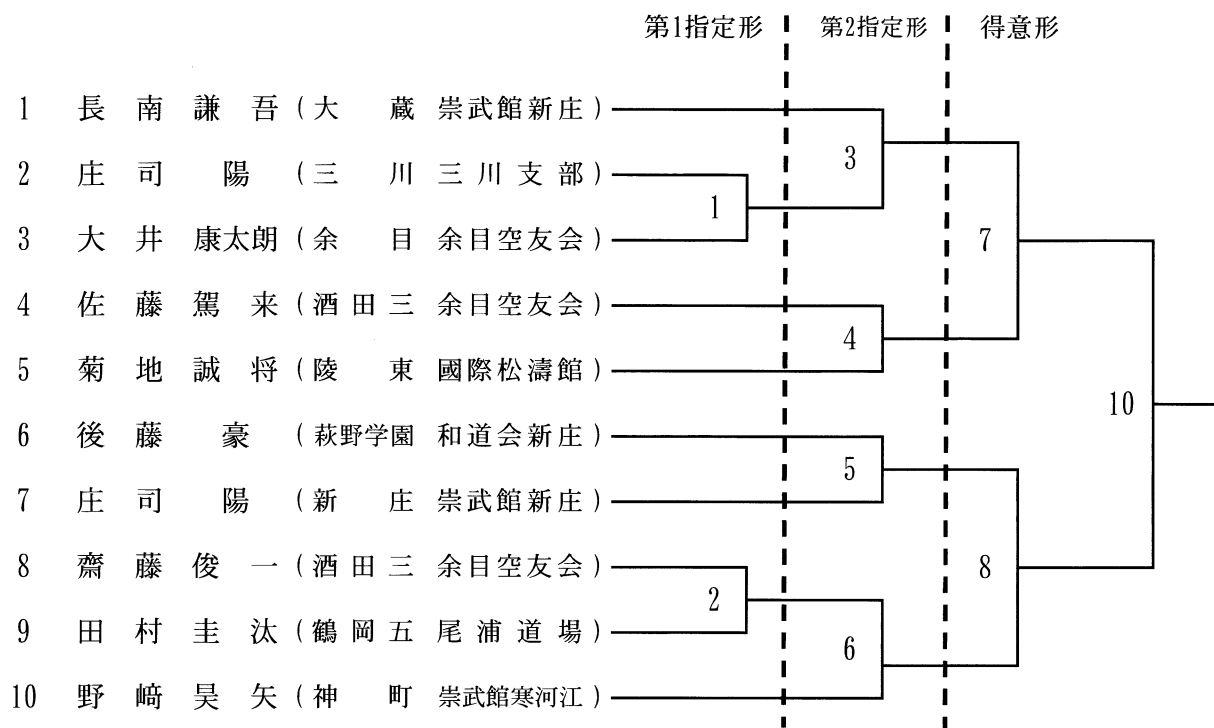 第1指定形 第2指定形 得意形
1 長南謙吾(大蔵 崇武館新庄)
2 庄司陽(三川 三川支部)
3 大井康太朗(余目 余目空友会)
4 佐藤駕来(酒田三 余目空友会)
5 菊地誠将(陵東 國際松濤館)
6 後藤豪(萩野学園 和道会新庄)
7 庄司陽(新庄 崇武館新庄)
8 齋藤俊一(酒田三 余目空友会)
9 田村圭汰(鶴岡五 尾浦道場)
10 野﨑昊矢(神町 崇武館寒河江)
1
2
3
4
5
6
7
8
10